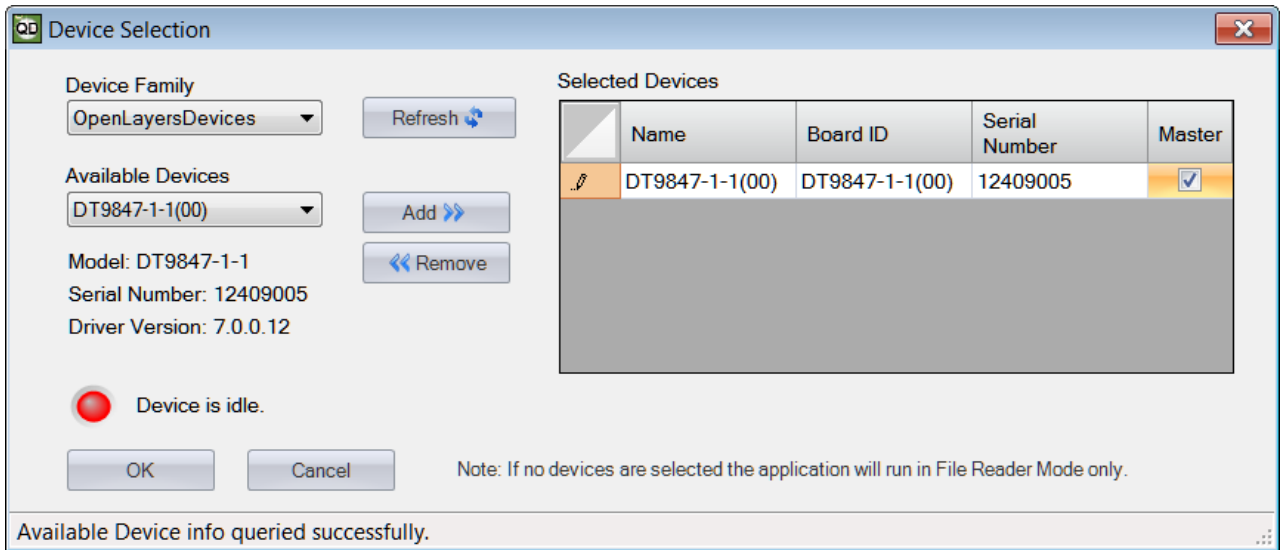 QD Device Selection
Device Family
OpenLayersDevices
Refresh
Available Devices
DT9847-1-1(00)
Add
Remove
Model: DT9847-1-1
Serial Number: 12409005
Driver Version: 7.0.0.12
Device is idle.
OK
Cancel
Selected Devices
Name Board ID Serial Number Master
DT9847-1-1(00) DT9847-1-1(00) 12409005
Note: If no devices are selected the application will run in File Reader Mode only.
Available Device info queried successfully.